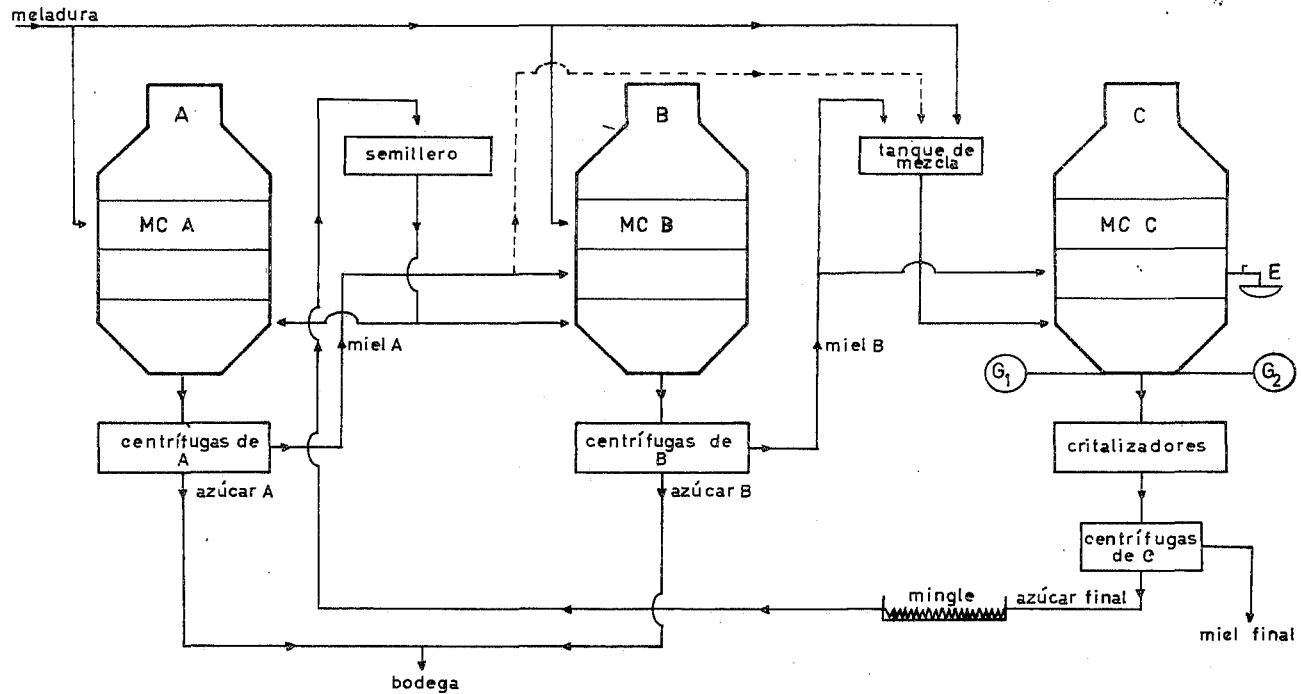 meladura
A
B
C
semillero
tanque de
mezcla
MC A
MC B
MC C
r E
miel A
miel B
G1
G2
centrífugas de
A
centrífugas de
B
critalizadores
azúcar A
azúcar B
centrífugas
de C
mingle
azúcar final
miel final
bodega